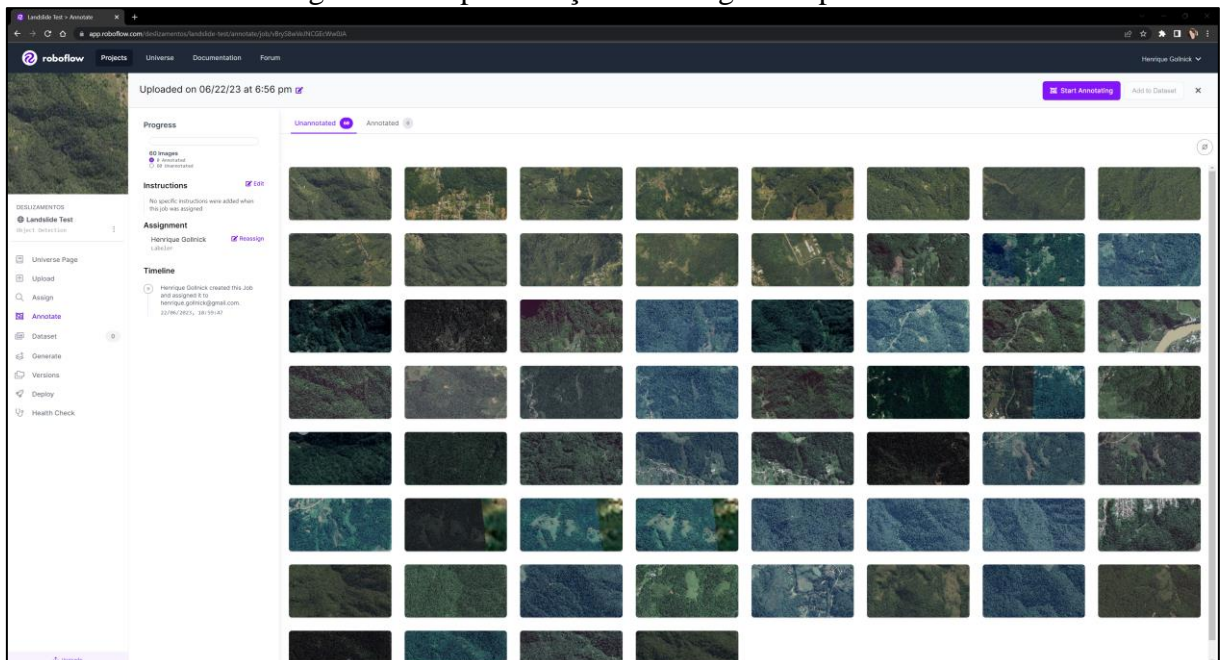 Landslide Test > Annotate
app.roboflow.com/deslizamentos/landslide-test/annotate/job/
roboflow Projects Universe Documentation Forum Henrique Gollnick
Uploaded on 06/22/23 at 6:56 pm Start Annotating Add to Dataset
Progress Unannotated 60 Annotated 0
60 Images
0 Annotated
60 Unannotated
Instructions Edit
No specific instructions were added when
this job was assigned
Assignment
Henrique Gollnick Reassign
Labeler
Timeline
Henrique Gollnick created this Job
and assigned it to
henrique.gollnick@gmail.com
22/06/2023, 18:59:47
DESLIZAMENTOS
Landslide Test
Object Detection
Universe Page
Upload
Assign
Annotate
Dataset 0
Generate
Versions
Deploy
Health Check